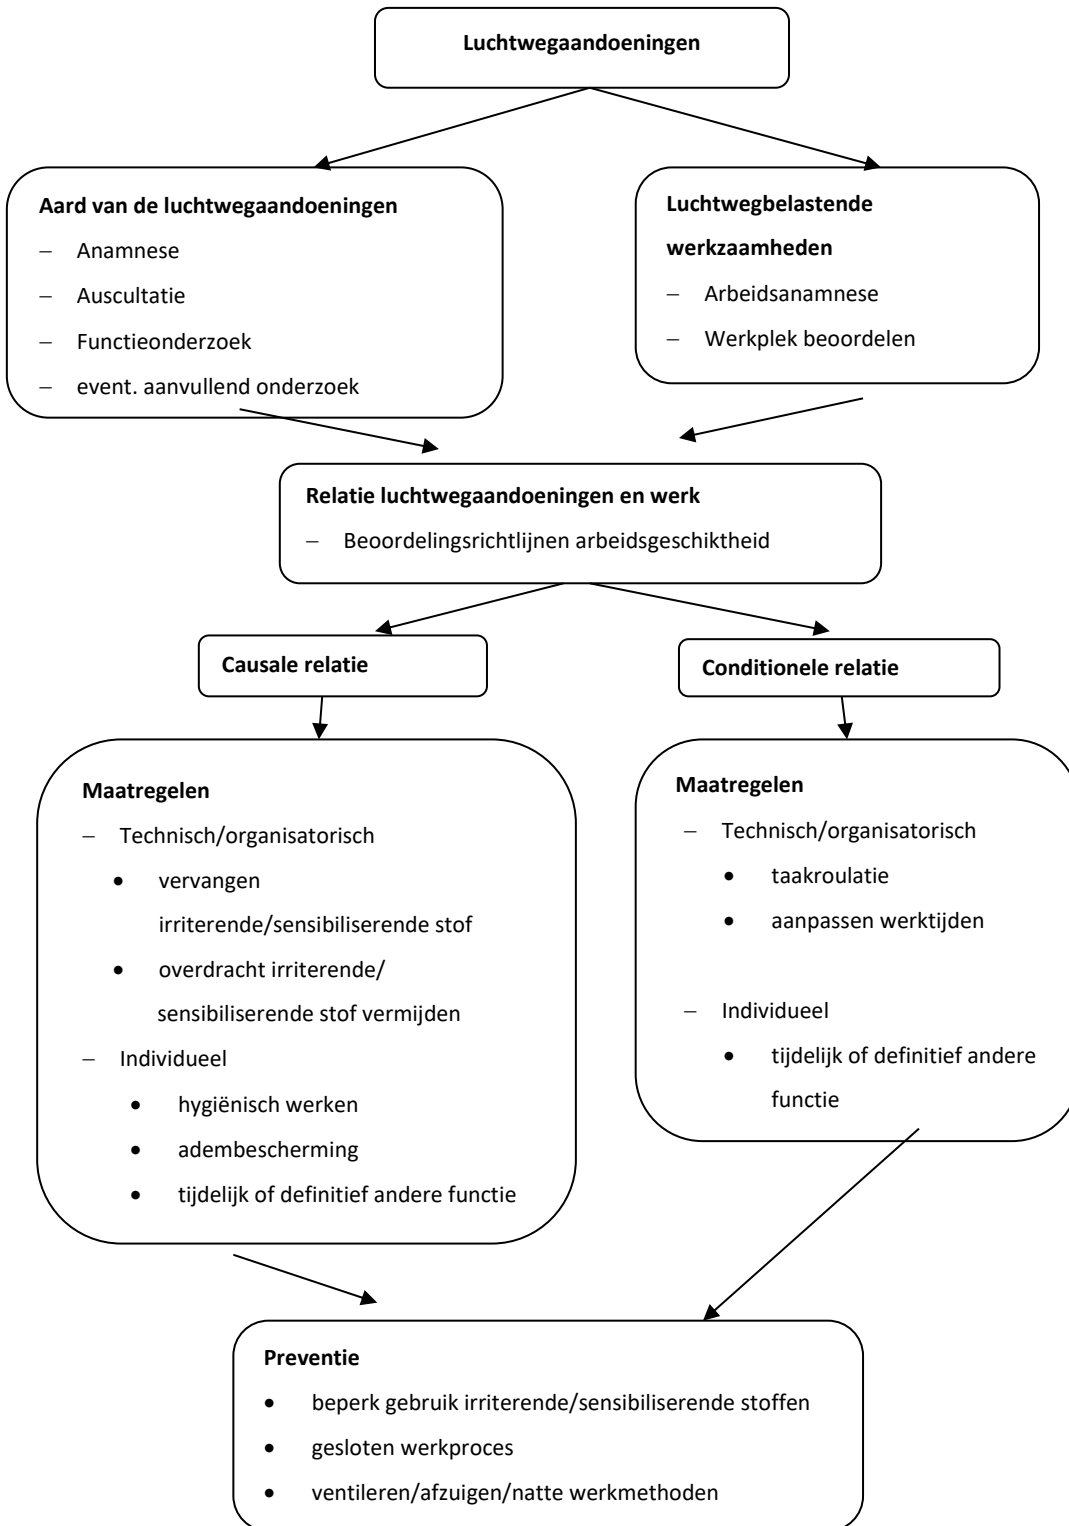 Luchtwegaandoeningen
Aard van de luchtwegaandoeningen
– Anamnese
– Auscultatie
– Functieonderzoek
– event. aanvullend onderzoek
Luchtwegbelastende
werkzaamheden
– Arbeidsanamnese
– Werkplek beoordelen
Relatie luchtwegaandoeningen en werk
– Beoordelingsrichtlijnen arbeidsgeschiktheid
Causale relatie
Conditionele relatie
Maatregelen
– Technisch/organisatorisch
• vervangen
irriterende/sensibiliserende stof
• overdracht irriterende/
sensibiliserende stof vermijden
– Individueel
• hygiënisch werken
• adembescherming
• tijdelijk of definitief andere functie
Maatregelen
– Technisch/organisatorisch
• taakroulatie
• aanpassen werktijden
– Individueel
• tijdelijk of definitief andere
functie
Preventie
• beperk gebruik irriterende/sensibiliserende stoffen
• gesloten werkproces
• ventileren/afzuigen/natte werkmethoden